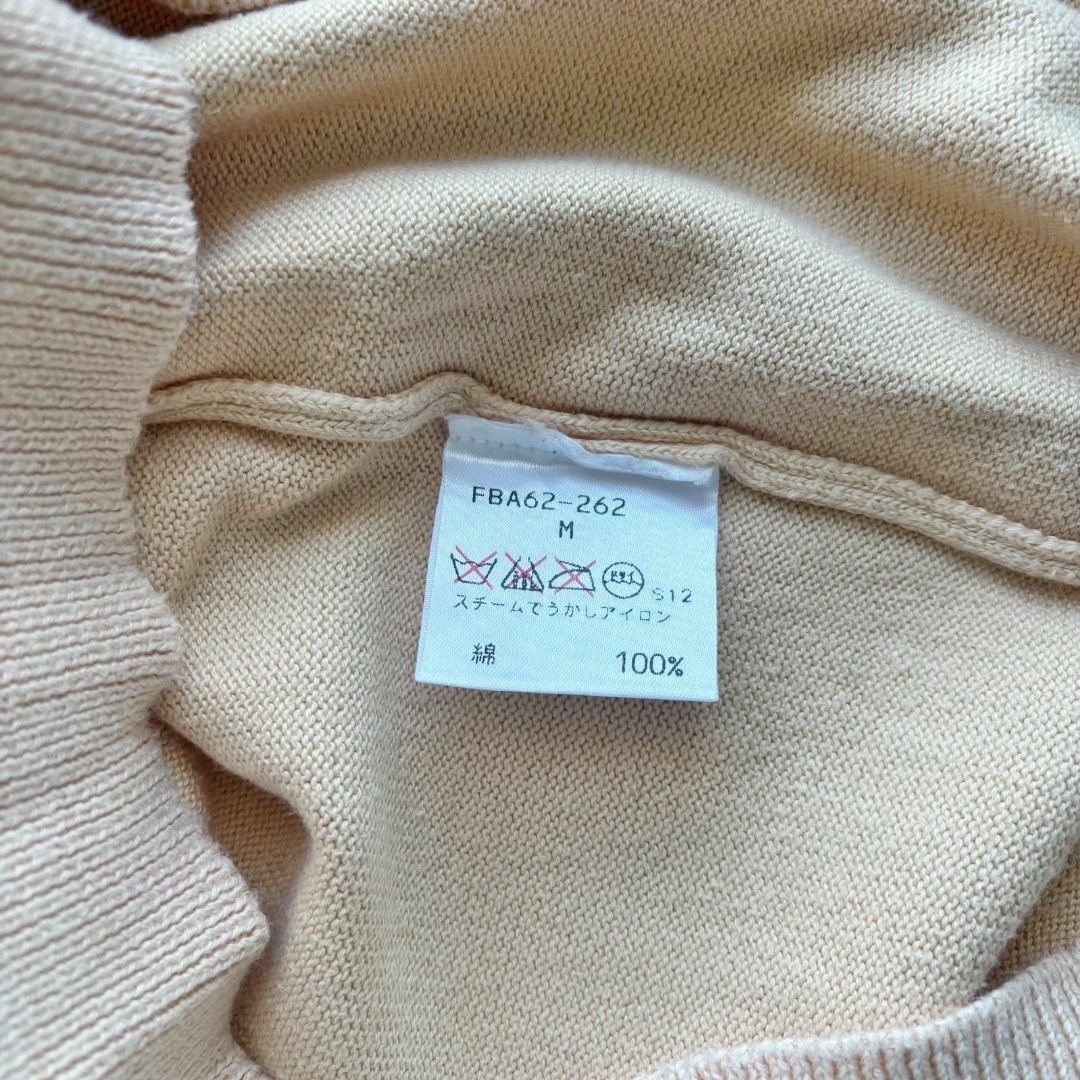 FBA62-262
M
S12
スチームでうかしアイロン
綿 100%